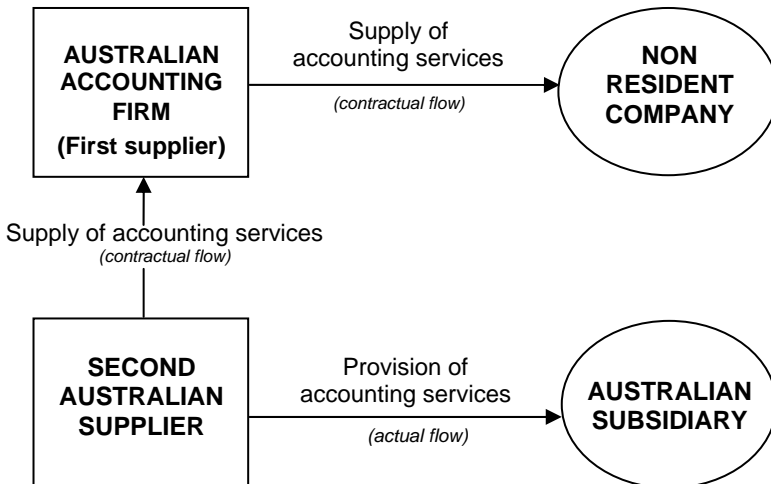 AUSTRALIAN
ACCOUNTING
FIRM
(First supplier)
Supply of
accounting services
(contractual flow)
NON
RESIDENT
COMPANY
Supply of accounting services
(contractual flow)
SECOND
AUSTRALIAN
SUPPLIER
Provision of
accounting services
(actual flow)
AUSTRALIAN
SUBSIDIARY